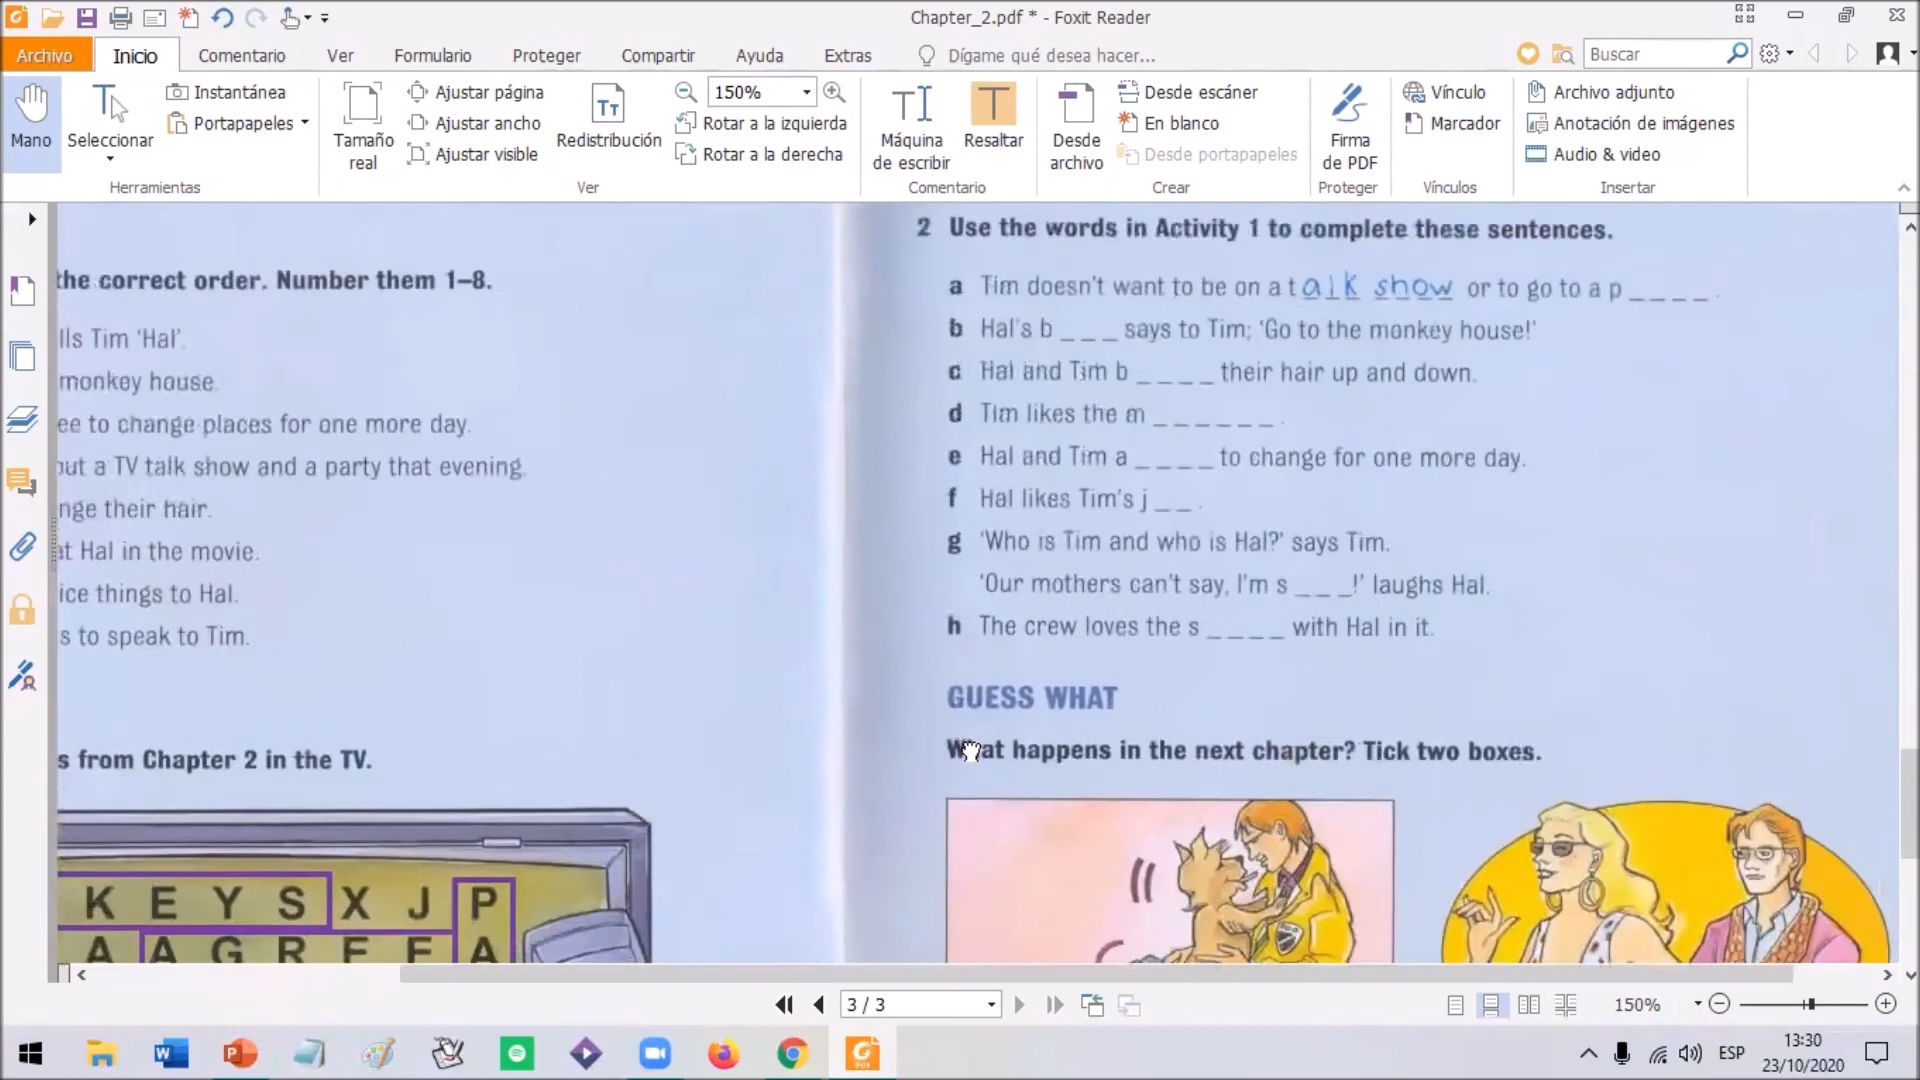 Chapter_2.pdf * - Foxit Reader
Archivo Inicio Comentario Ver Formulario Proteger Compartir Ayuda Extras Dígame qué desea hacer... Buscar
Mano
Seleccionar
Instantánea
Portapapeles
Herramientas
Tamaño real
Ajustar página
Ajustar ancho
Ajustar visible
Redistribución
150%
Rotar a la izquierda
Rotar a la derecha
Ver
Máquina de escribir
Resaltar
Comentario
Desde archivo
Desde escáner
En blanco
Desde portapapeles
Crear
Firma de PDF
Proteger
Vínculo
Marcador
Vínculos
Archivo adjunto
Anotación de imágenes
Audio & video
Insertar
the correct order. Number them 1–8.
lls Tim ‘Hal’.
monkey house.
ee to change places for one more day.
out a TV talk show and a party that evening.
nge their hair.
at Hal in the movie.
ice things to Hal.
s to speak to Tim.
s from Chapter 2 in the TV.
K E Y S X J P
A A G R E E A
2 Use the words in Activity 1 to complete these sentences.
a Tim doesn't want to be on a talk show or to go to a p _ _ _ _ .
b Hal's b _ _ _ says to Tim; ‘Go to the monkey house!’
c Hal and Tim b _ _ _ _ their hair up and down.
d Tim likes the m _ _ _ _ _ _ .
e Hal and Tim a _ _ _ _ to change for one more day.
f Hal likes Tim's j _ _ .
g ‘Who is Tim and who is Hal?’ says Tim.
‘Our mothers can't say, I'm s _ _ _!’ laughs Hal.
h The crew loves the s _ _ _ _ with Hal in it.
GUESS WHAT
What happens in the next chapter? Tick two boxes.
3 / 3
150%
ESP
13:30
23/10/2020